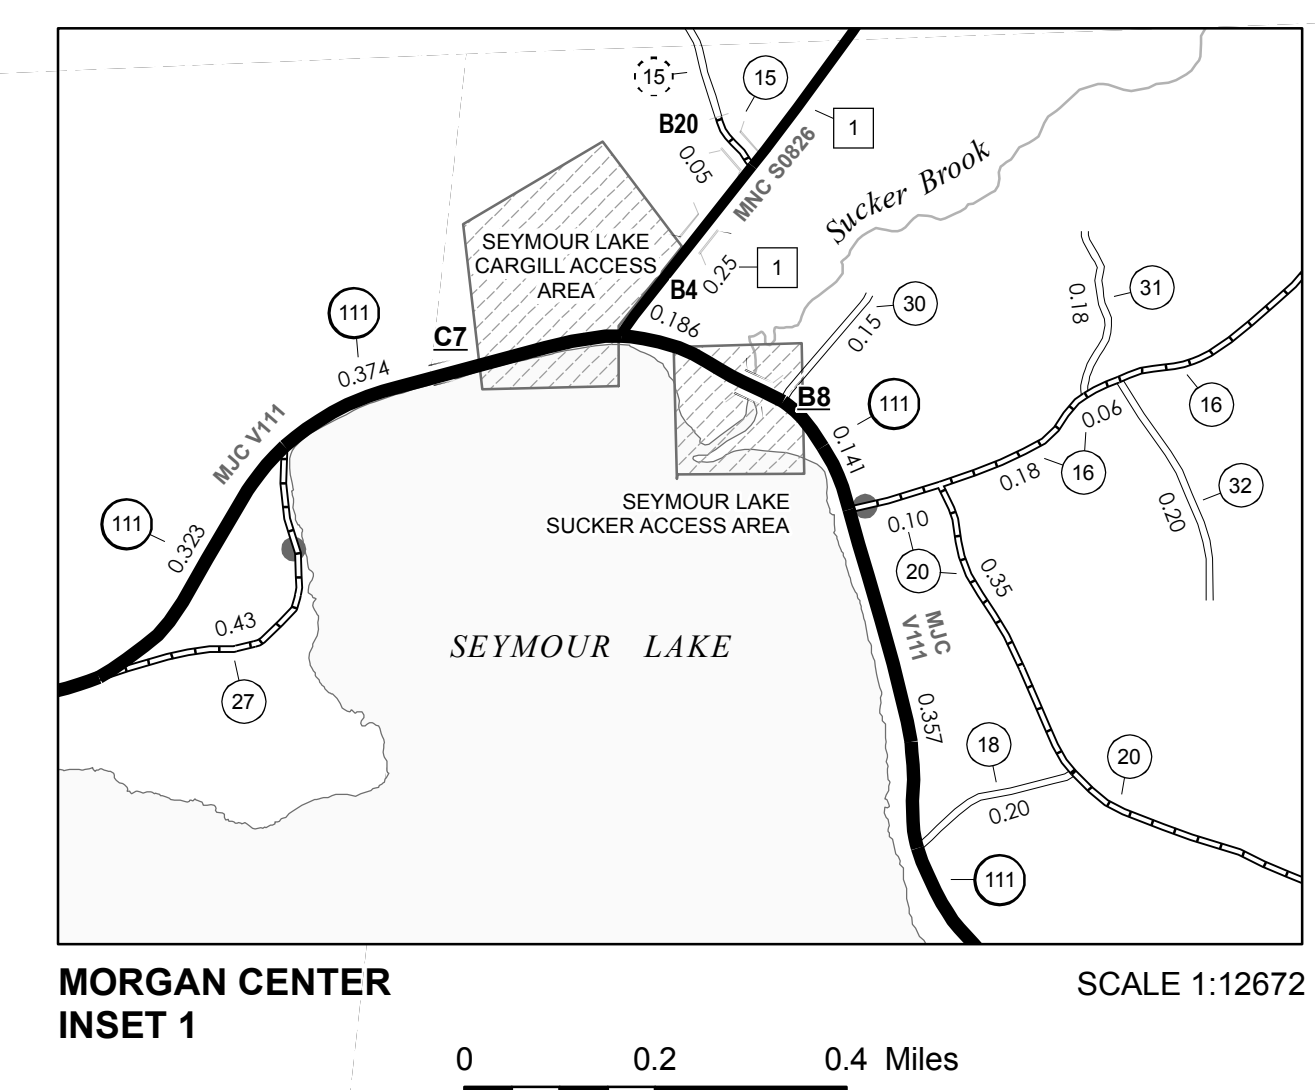 15
15
B20
1
0.05
MNC S0826
Sucker Brook
SEYMOUR LAKE
CARGILL ACCESS
AREA
0.25
1
B4
0.186
111
C7
0.374
30
0.15
31
0.18
B8
111
0.141
16
0.06
16
0.18
32
0.20
MJC V111
111
0.323
SEYMOUR LAKE
SUCKER ACCESS AREA
0.10
20
0.35
0.43
27
SEYMOUR LAKE
MJC
V111
0.357
18
0.20
20
111
MORGAN CENTER
INSET 1
SCALE 1:12672
0 0.2 0.4 Miles